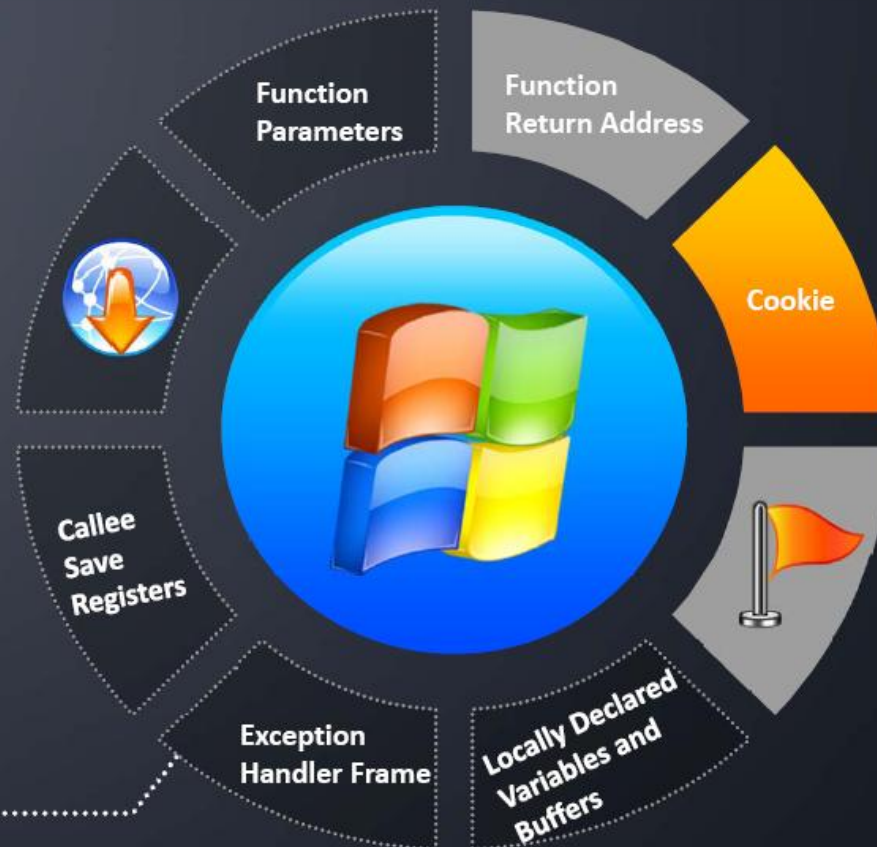 Function
Parameters
Function
Return Address
Cookie
Callee
Save
Registers
Exception
Handler Frame
Locally Declared
Variables and
Buffers